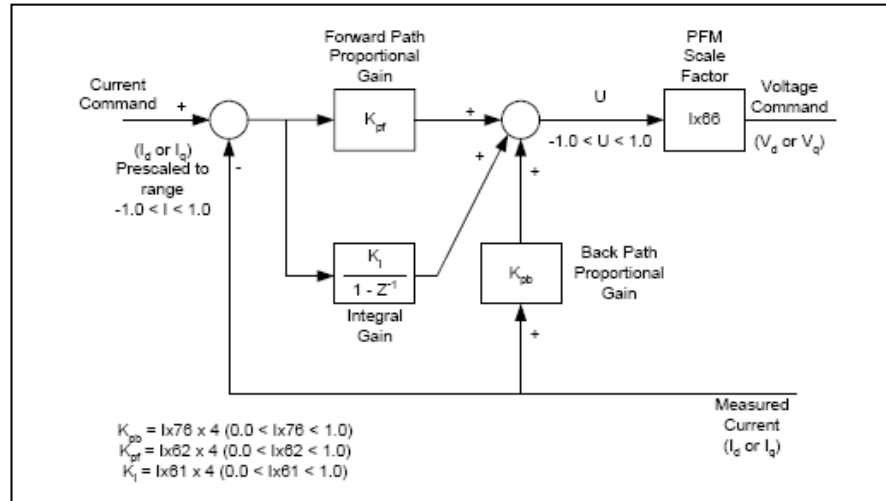 Forward Path
Proportional
Gain
PFM
Scale
Factor
Current
Command
Voltage
Command
U
+
K_pf
+
Ix66
(I_d or I_q)
Prescaled to
range
-1.0 < I < 1.0
-
+
-1.0 < U < 1.0
(V_d or V_q)
+
K_I
1 - Z^-1
K_pb
Back Path
Proportional
Gain
Integral
Gain
+
Measured
Current
(I_d or I_q)
K_pb = Ix76 x 4 (0.0 < Ix76 < 1.0)
K_pf = Ix62 x 4 (0.0 < Ix62 < 1.0)
K_I = Ix61 x 4 (0.0 < Ix61 < 1.0)